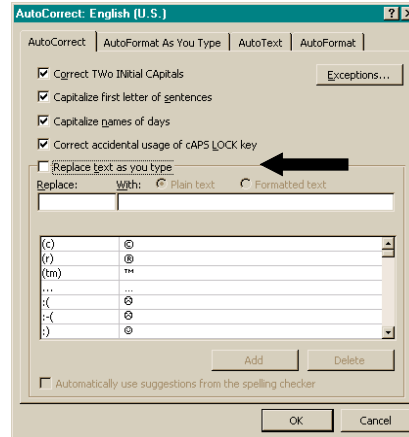 AutoCorrect: English (U.S.)
AutoCorrect AutoFormat As You Type AutoText AutoFormat
Correct TWo INitial CApitals Exceptions...
Capitalize first letter of sentences
Capitalize names of days
Correct accidental usage of cAPS LOCK key
Replace text as you type
Replace: With: Plain text Formatted text
(c) ©
(r) ®
(tm) ™
... ...
:( ☹
:-( ☹
:) ☺
Add Delete
Automatically use suggestions from the spelling checker
OK Cancel